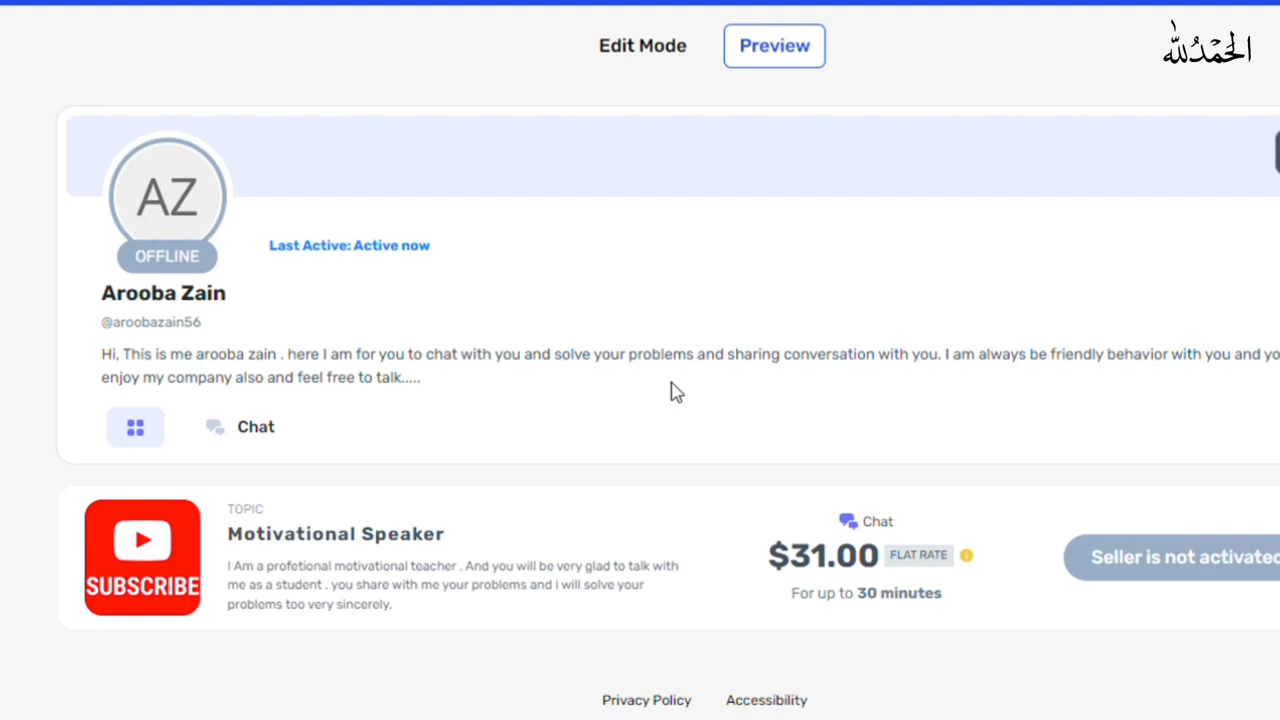 Edit Mode
Preview
الحمدلله
AZ
OFFLINE
Last Active: Active now
Arooba Zain
@aroobazain56
Hi, This is me arooba zain . here I am for you to chat with you and solve your problems and sharing conversation with you. I am always be friendly behavior with you and yo
enjoy my company also and feel free to talk.....
Chat
SUBSCRIBE
TOPIC
Motivational Speaker
I Am a profetional motivational teacher . And you will be very glad to talk with
me as a student . you share with me your problems and i will solve your
problems too very sincerely.
Chat
$31.00 FLAT RATE
For up to 30 minutes
Seller is not activated
Privacy Policy
Accessibility